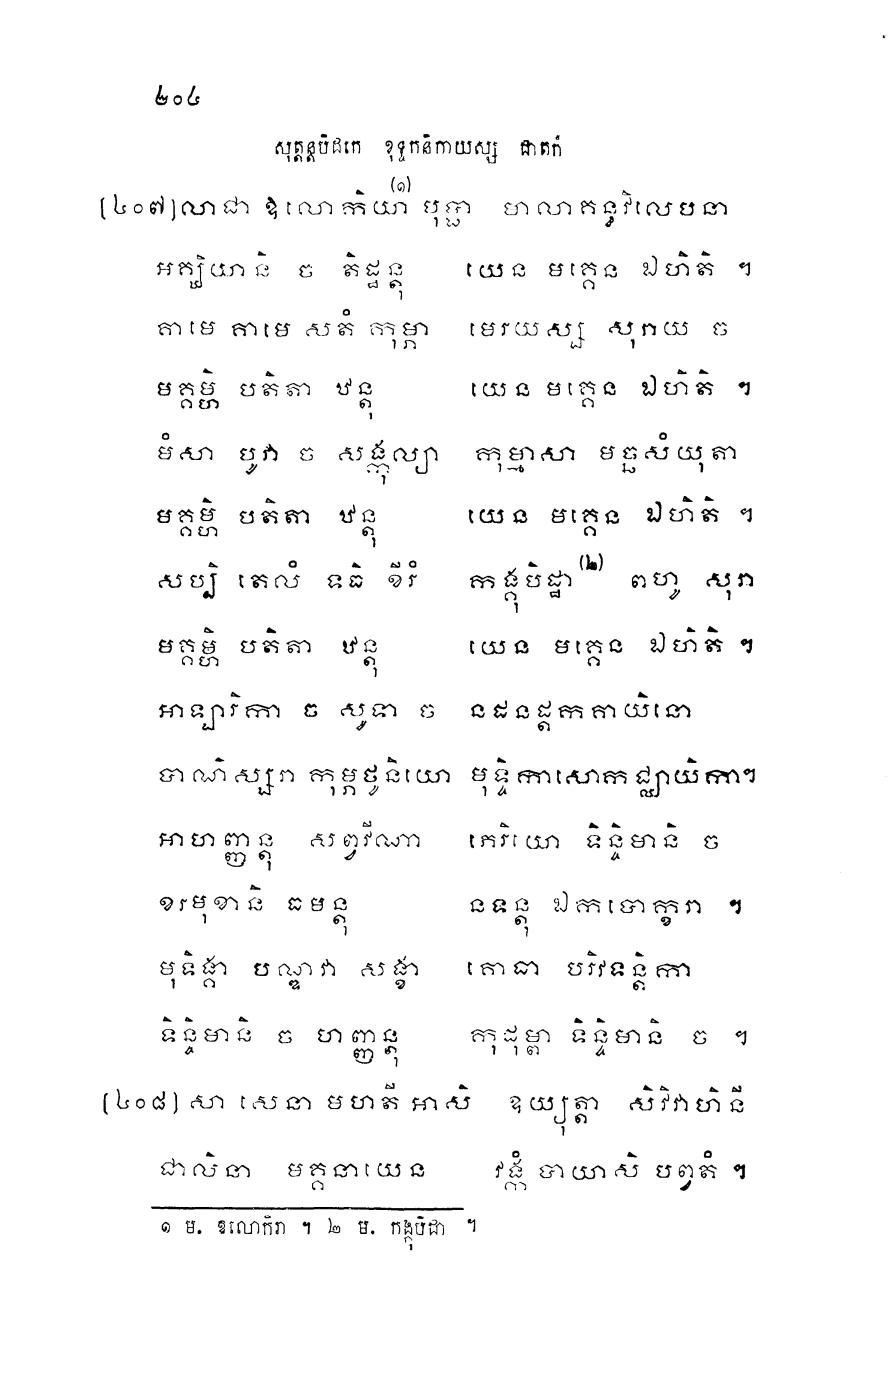 ២០៤
សុត្តន្តបិដកេ ខុទ្ទកនិកាយស្ស ជាតកំ
(១)
[៤០៧] លាជា ឱលោកិយា បុប្ផា មាលាគន្ធវិលេបនា
អគ្ឃិយានិ ច តិដ្ឋន្តុ យេន មគ្គេន ឯហិតិ ។
គាមេ គាមេ សតំ កុម្ភា មេរយស្ស សុរាយ ច
មគ្គម្ហិ បតិតា ឋន្តុ យេន មគ្គេន ឯហិតិ ។
មំសា បូវា ច សង្កុល្យា កុម្មាសា មច្ឆសំយុតា
មគ្គម្ហិ បតិតា ឋន្តុ យេន មគ្គេន ឯហិតិ ។
សប្បិ តេលំ ទធិ ខីរំ កង្គុបិដ្ឋា (២) ពហូ សុរា
មគ្គម្ហិ បតិតា ឋន្តុ យេន មគ្គេន ឯហិតិ ។
អាឡារិកា ច សូទា ច នដនដ្តកគាយិនោ
បាណិស្សរា កុម្ភថូនិយោ មុទ្ទិកា សោកជ្ឈាយិកា ។
អាហញ្ញន្តុ សព្វវីណា ភេរិយោ ទិន្ទិមានិ ច
ខរមុខានិ ធមន្តុ នទន្តុ ឯកបោក្ខរា ។
មុទិង្គា បណ្ឌវា សង្ខា គោធា បរិវទន្តិកា
ទិន្ទិមានិ ច ហញ្ញន្តុ កុដុម្ពា ទិន្ទិមានិ ច ។
[៤០៨] សា សេនា មហតី អាសិ ឧយ្យុត្តា សិវិវាហិនី
ជាលិនា មគ្គនាយេន វង្កំ បាយាសិ បព្វតំ ។
១ ម. ឱលោកិរា ។ ២ ម. កង្គុបិដា ។